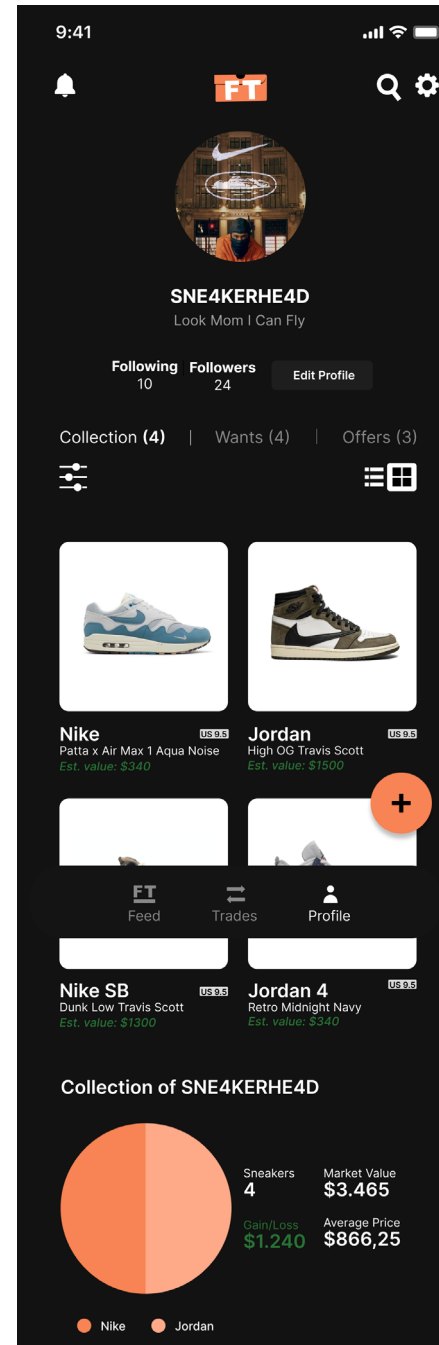 9:41
FT
SNE4KERHE4D
Look Mom I Can Fly
Following Followers
10 24
Edit Profile
Collection (4) | Wants (4) | Offers (3)
Nike US 9.5
Patta x Air Max 1 Aqua Noise
Est. value: $340
Jordan US 9.5
High OG Travis Scott
Est. value: $1500
+
FT
Feed Trades Profile
Nike SB US 9.5
Dunk Low Travis Scott
Est. value: $1300
Jordan 4 US 9.5
Retro Midnight Navy
Est. value: $340
Collection of SNE4KERHE4D
Sneakers
4
Market Value
$3.465
Gain/Loss
$1.240
Average Price
$866,25
Nike Jordan